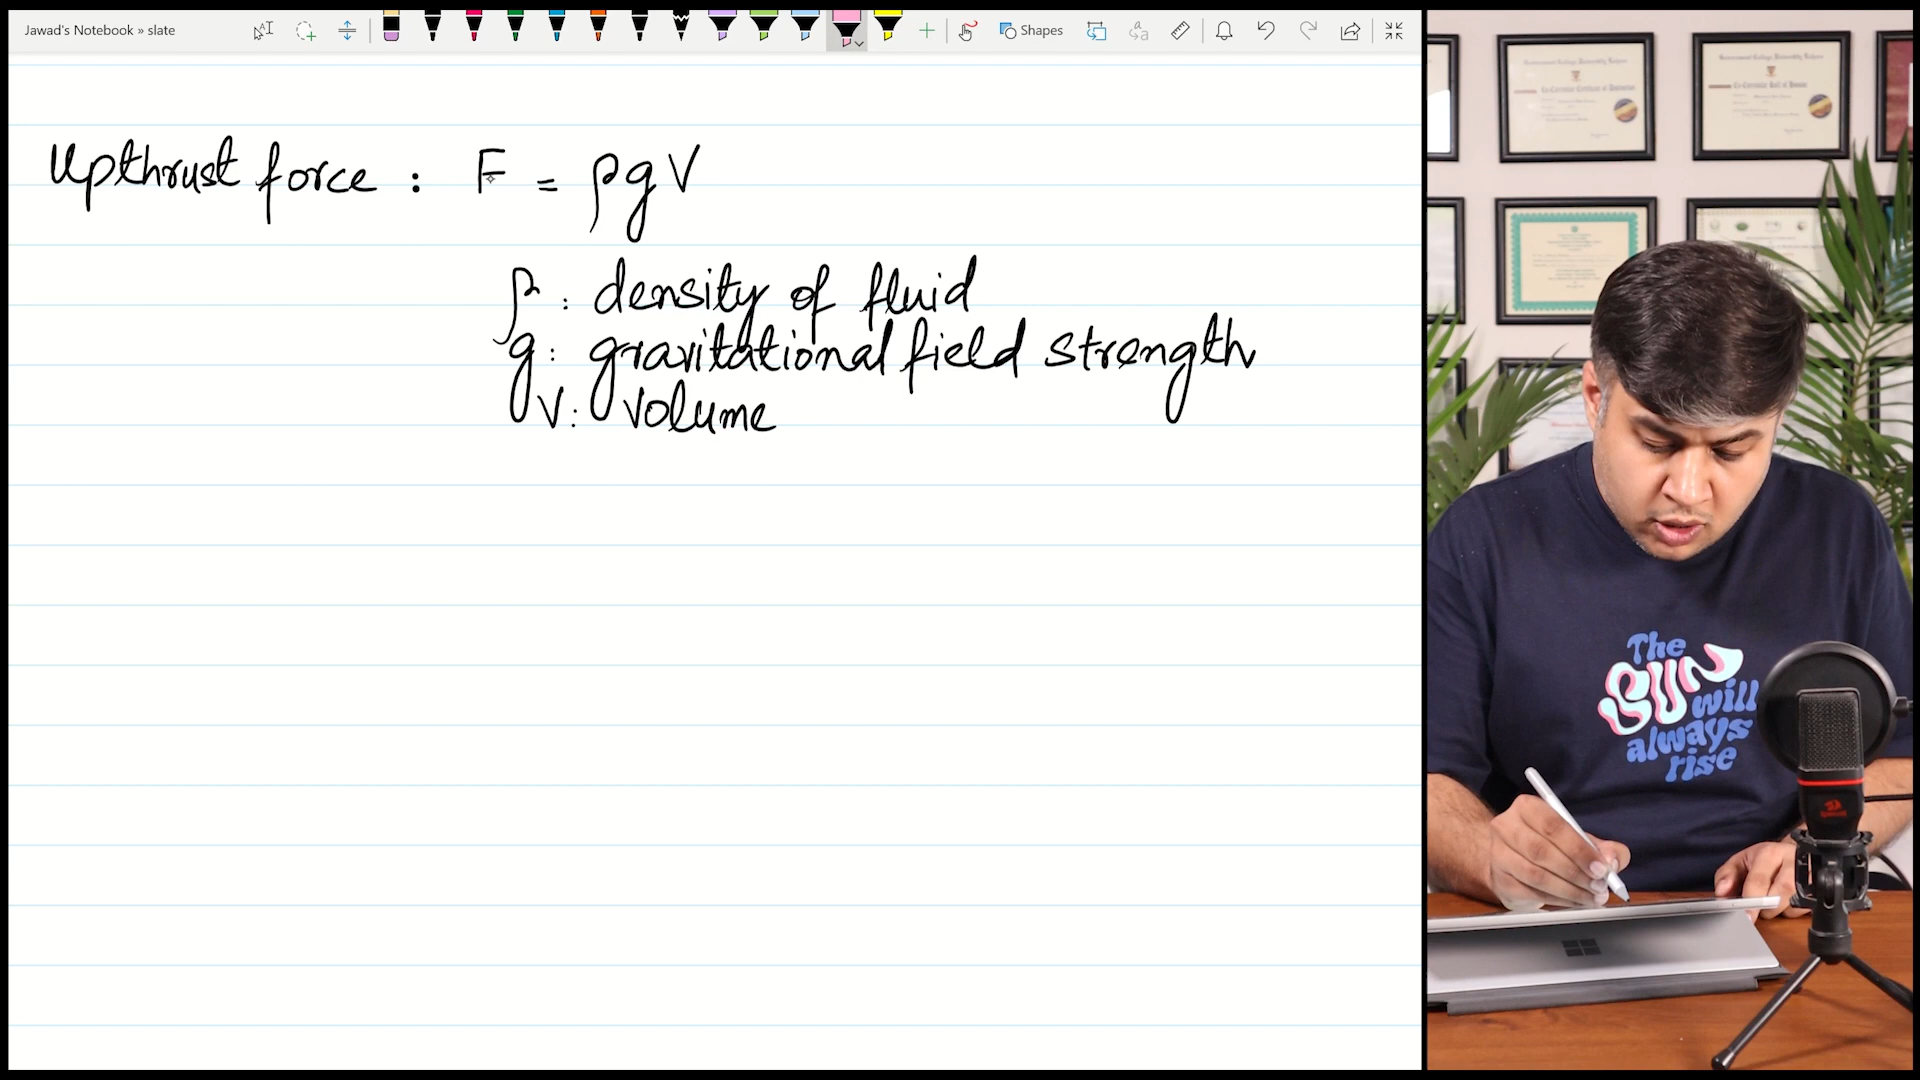 Jawad's Notebook » slate
Shapes
Upthrust force : F = ρgV
ρ : density of fluid
g : gravitational field strength
V : volume
The
SUN
will
always
rise